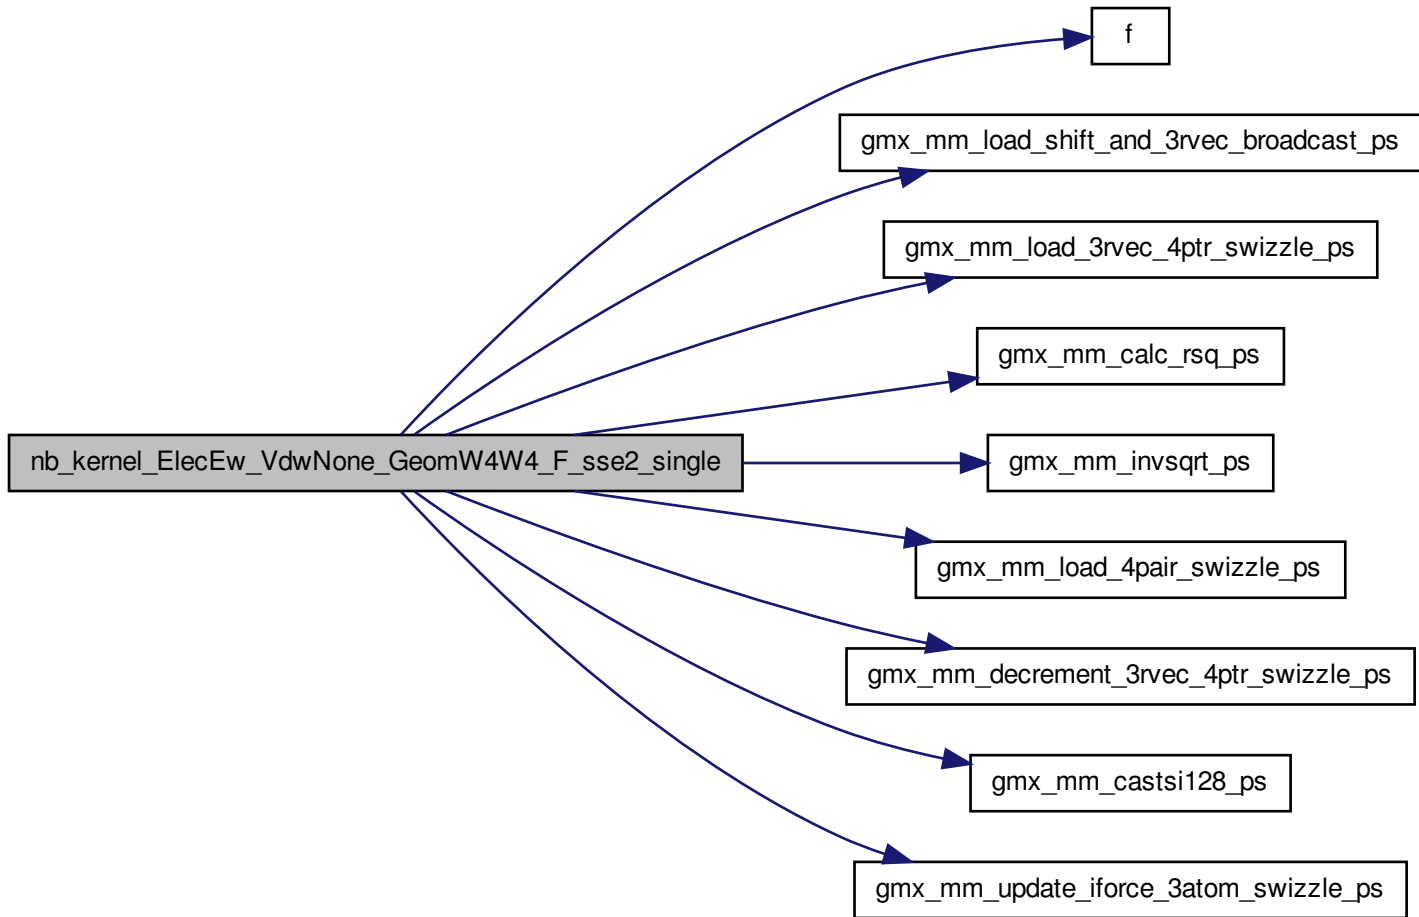 f
gmx_mm_load_shift_and_3rvec_broadcast_ps
gmx_mm_load_3rvec_4ptr_swizzle_ps
gmx_mm_calc_rsq_ps
nb_kernel_ElecEw_VdwNone_GeomW4W4_F_sse2_single
gmx_mm_invsqrt_ps
gmx_mm_load_4pair_swizzle_ps
gmx_mm_decrement_3rvec_4ptr_swizzle_ps
gmx_mm_castsi128_ps
gmx_mm_update_iforce_3atom_swizzle_ps